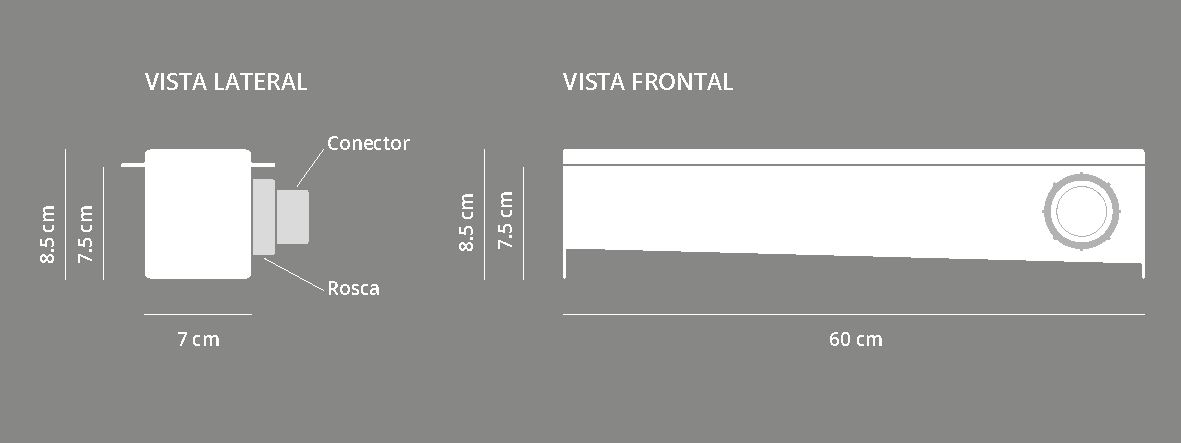 VISTA LATERAL
VISTA FRONTAL
Conector
8.5 cm
7.5 cm
8.5 cm
7.5 cm
Rosca
7 cm
60 cm